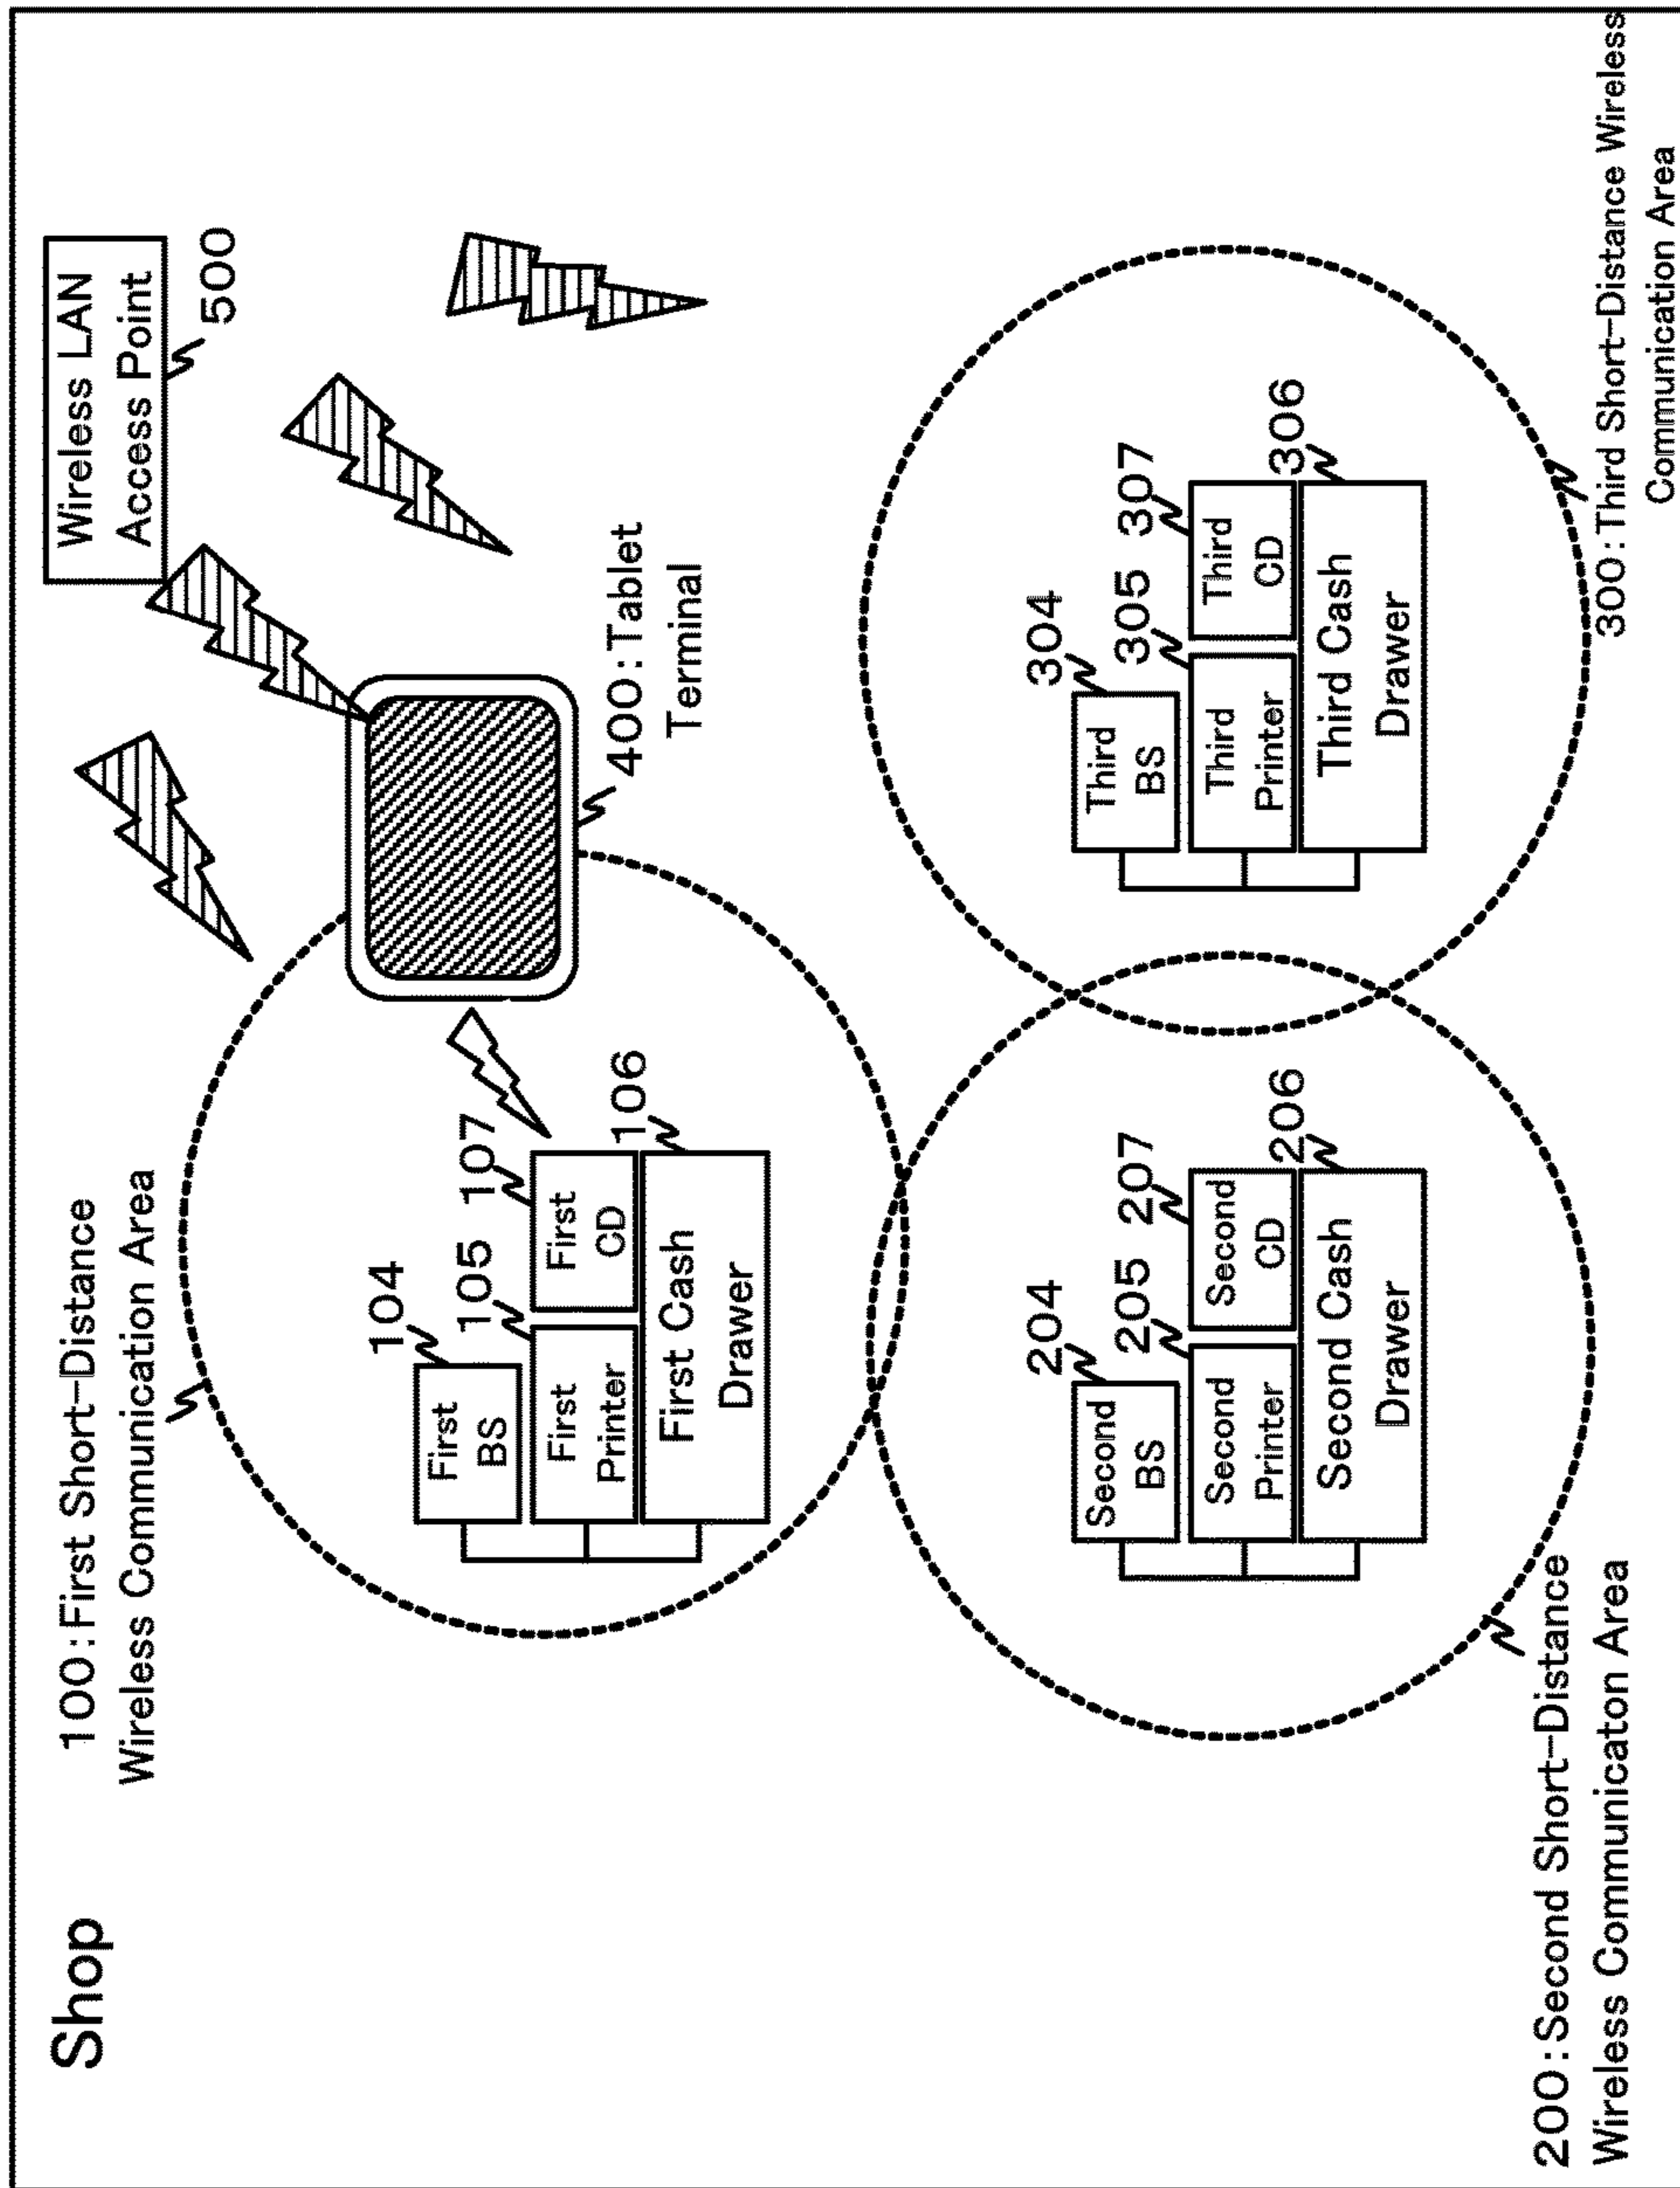 Shop
100:First Short-Distance
Wireless Communication Area
Wireless LAN
Access Point
500
400:Tablet
Terminal
104
First
BS
105
107
First
Printer
First
CD
106
First Cash
Drawer
204
Second
BS
205
207
Second
Printer
Second
CD
206
Second Cash
Drawer
304
Third
BS
305
307
Third
Printer
Third
CD
306
Third Cash
Drawer
200:Second Short-Distance
Wireless Communicaton Area
300:Third Short-Distance Wireless
Communication Area